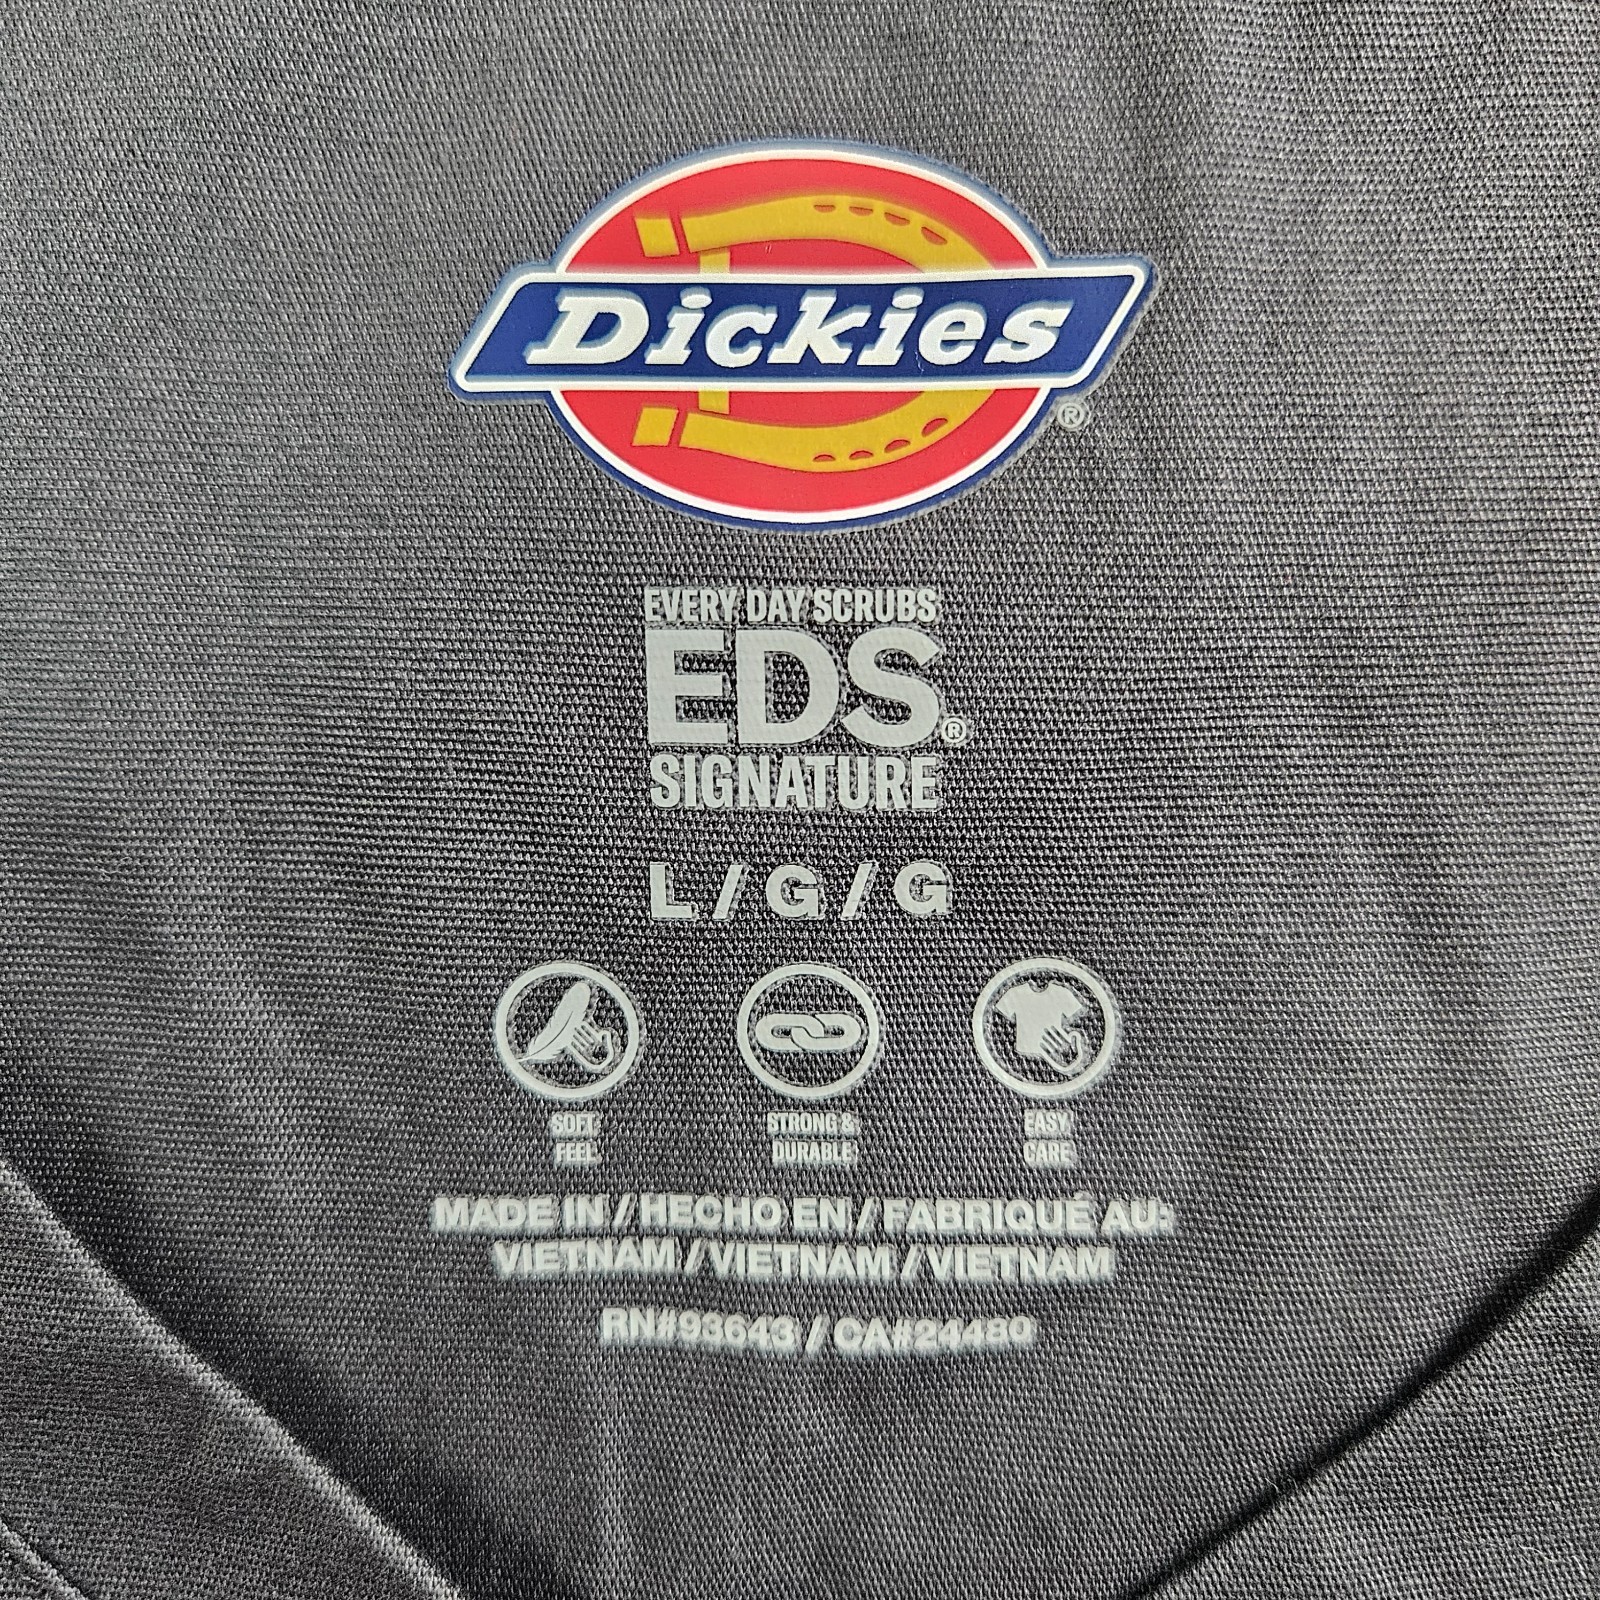 Dickies®
EVERY DAY SCRUBS
EDS®
SIGNATURE
L / G / G
SOFT
FEEL
STRONG &
DURABLE
EASY
CARE
MADE IN / HECHO EN / FABRIQUÉ AU:
VIETNAM / VIETNAM / VIETNAM
RN#93643 / CA#24480